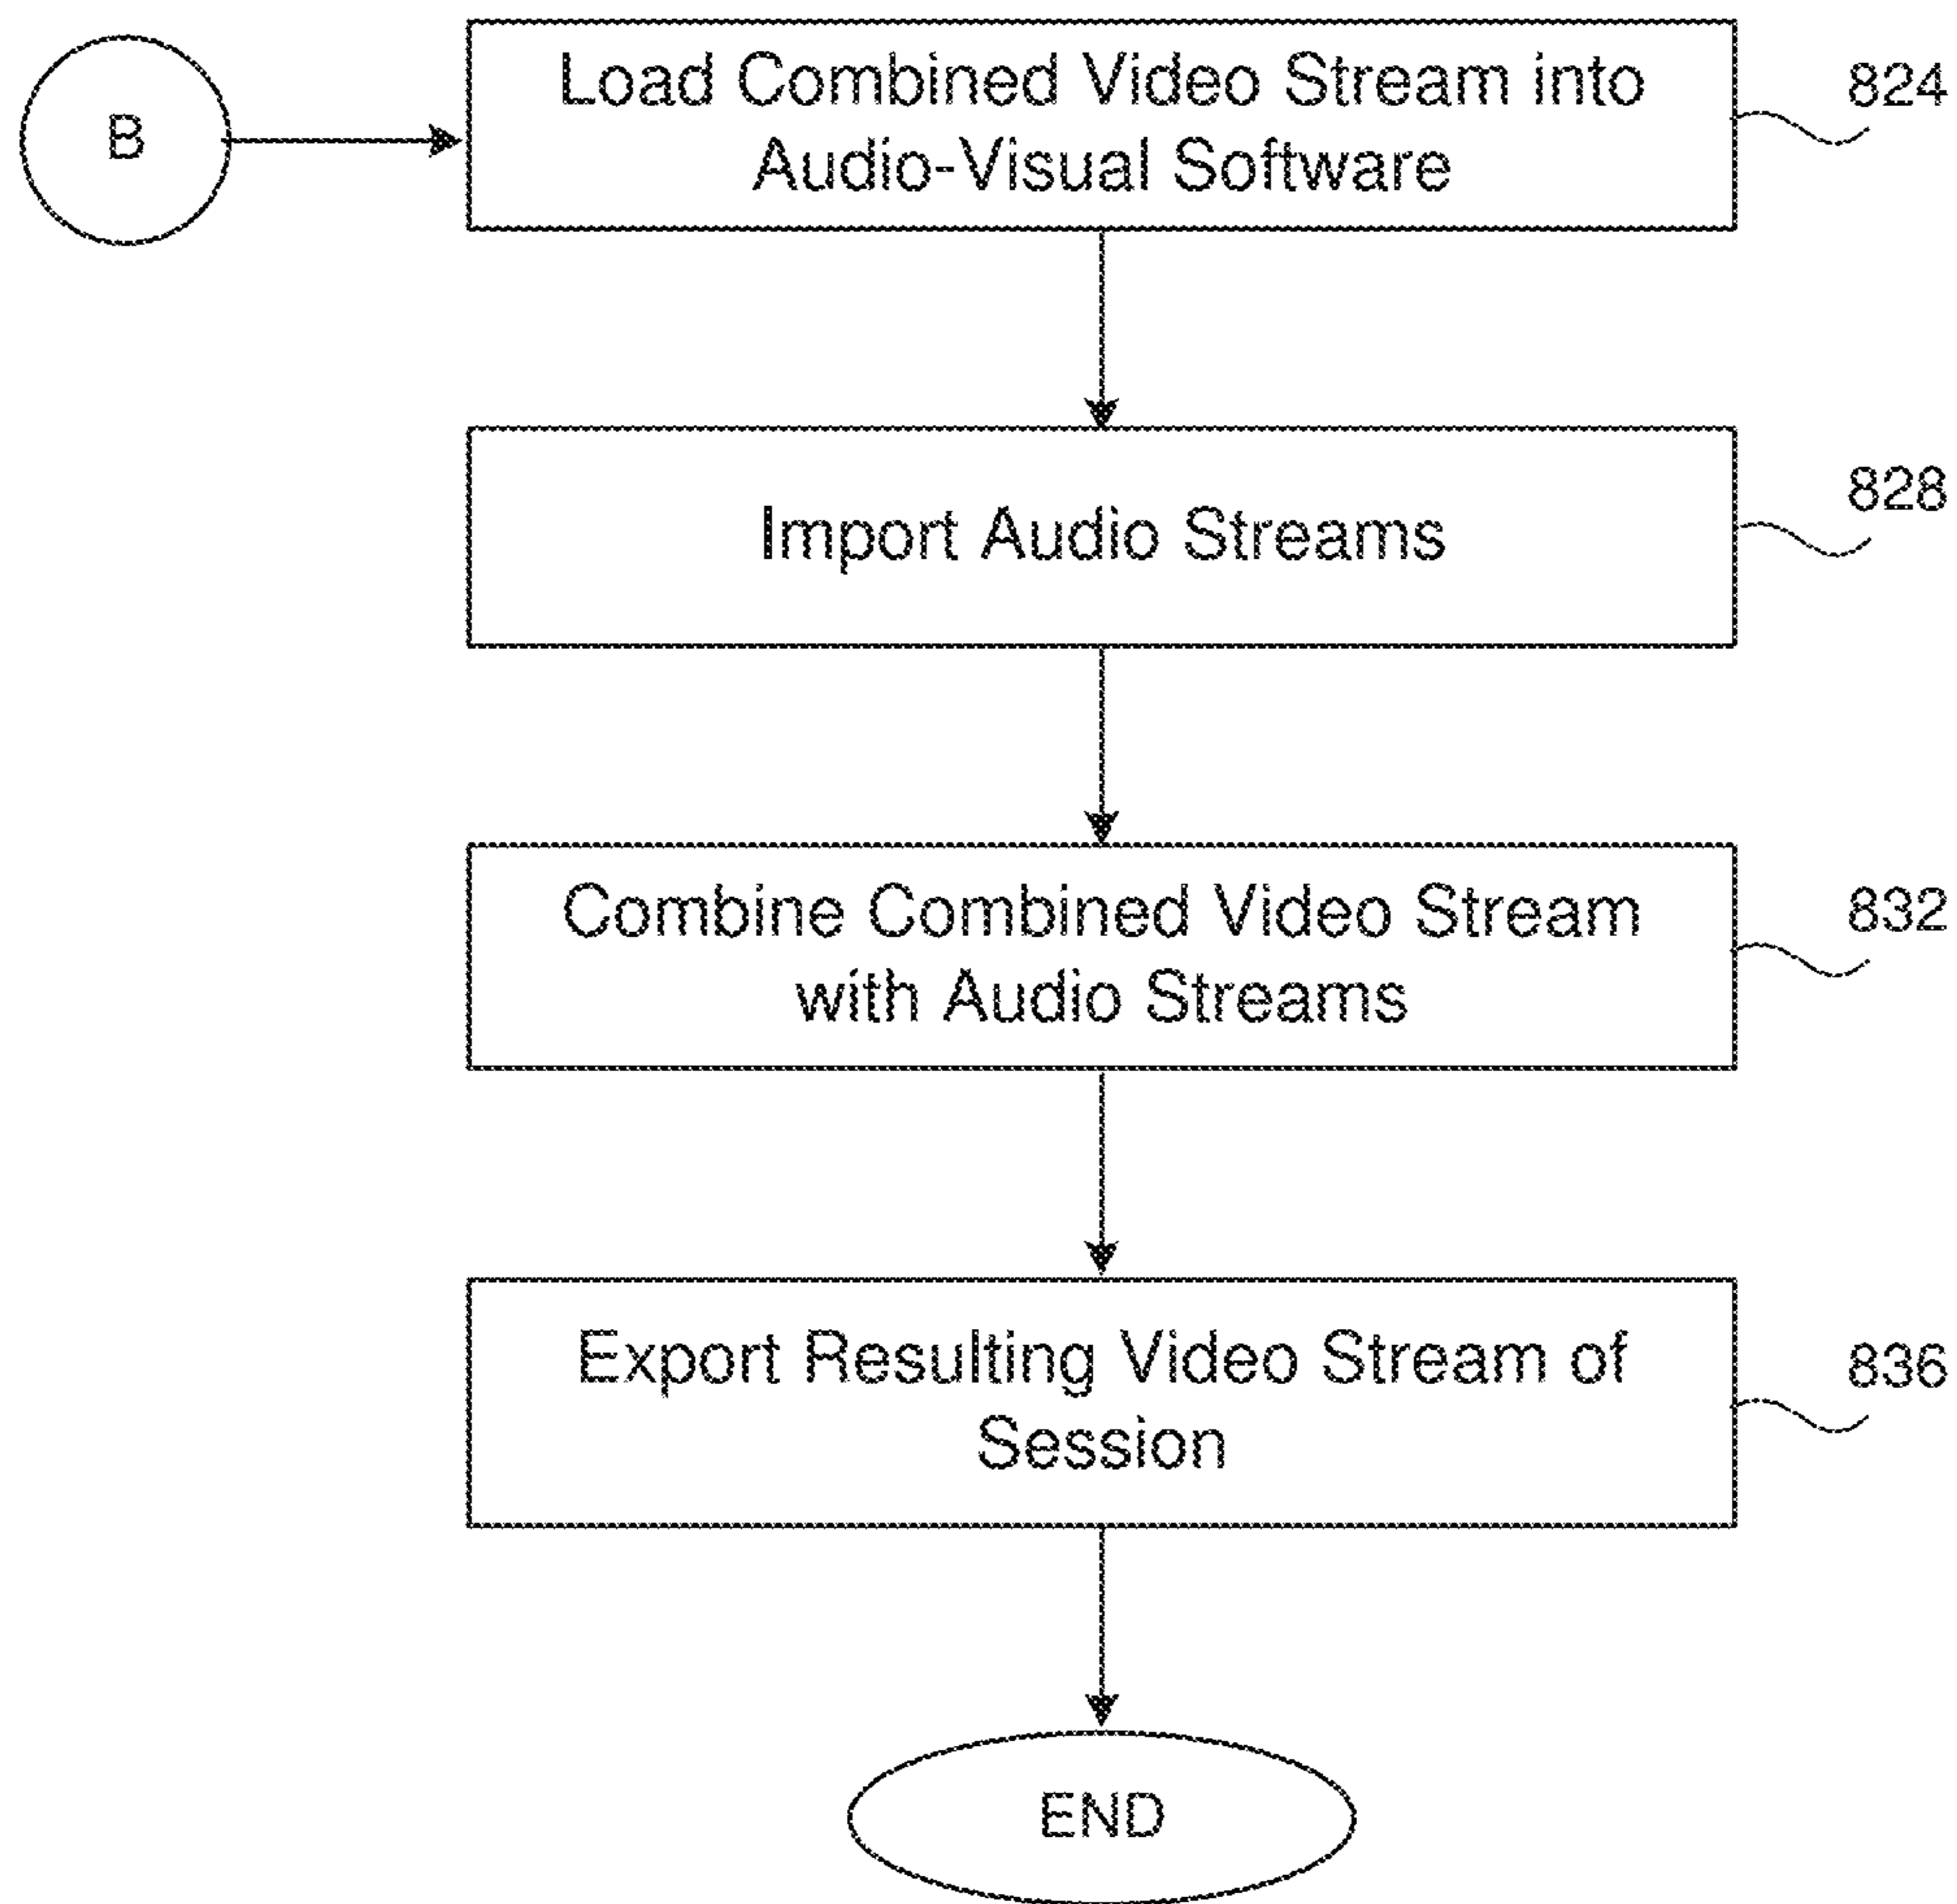 B
Load Combined Video Stream into
Audio-Visual Software
824
Import Audio Streams
828
Combine Combined Video Stream
with Audio Streams
832
Export Resulting Video Stream of
Session
836
END